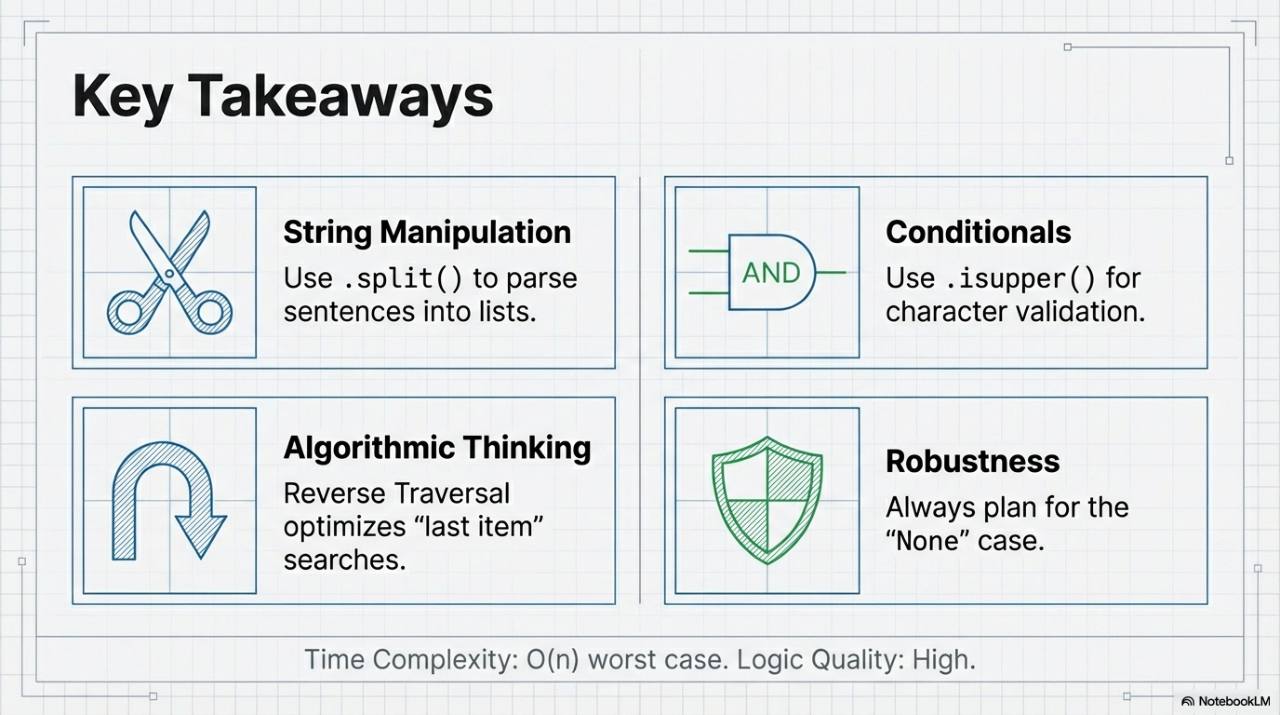 Key Takeaways
String Manipulation
Use .split() to parse
sentences into lists.
AND
Conditionals
Use .isupper() for
character validation.
Algorithmic Thinking
Reverse Traversal
optimizes “last item”
searches.
Robustness
Always plan for the
“None” case.
Time Complexity: O(n) worst case. Logic Quality: High.
NotebookLM